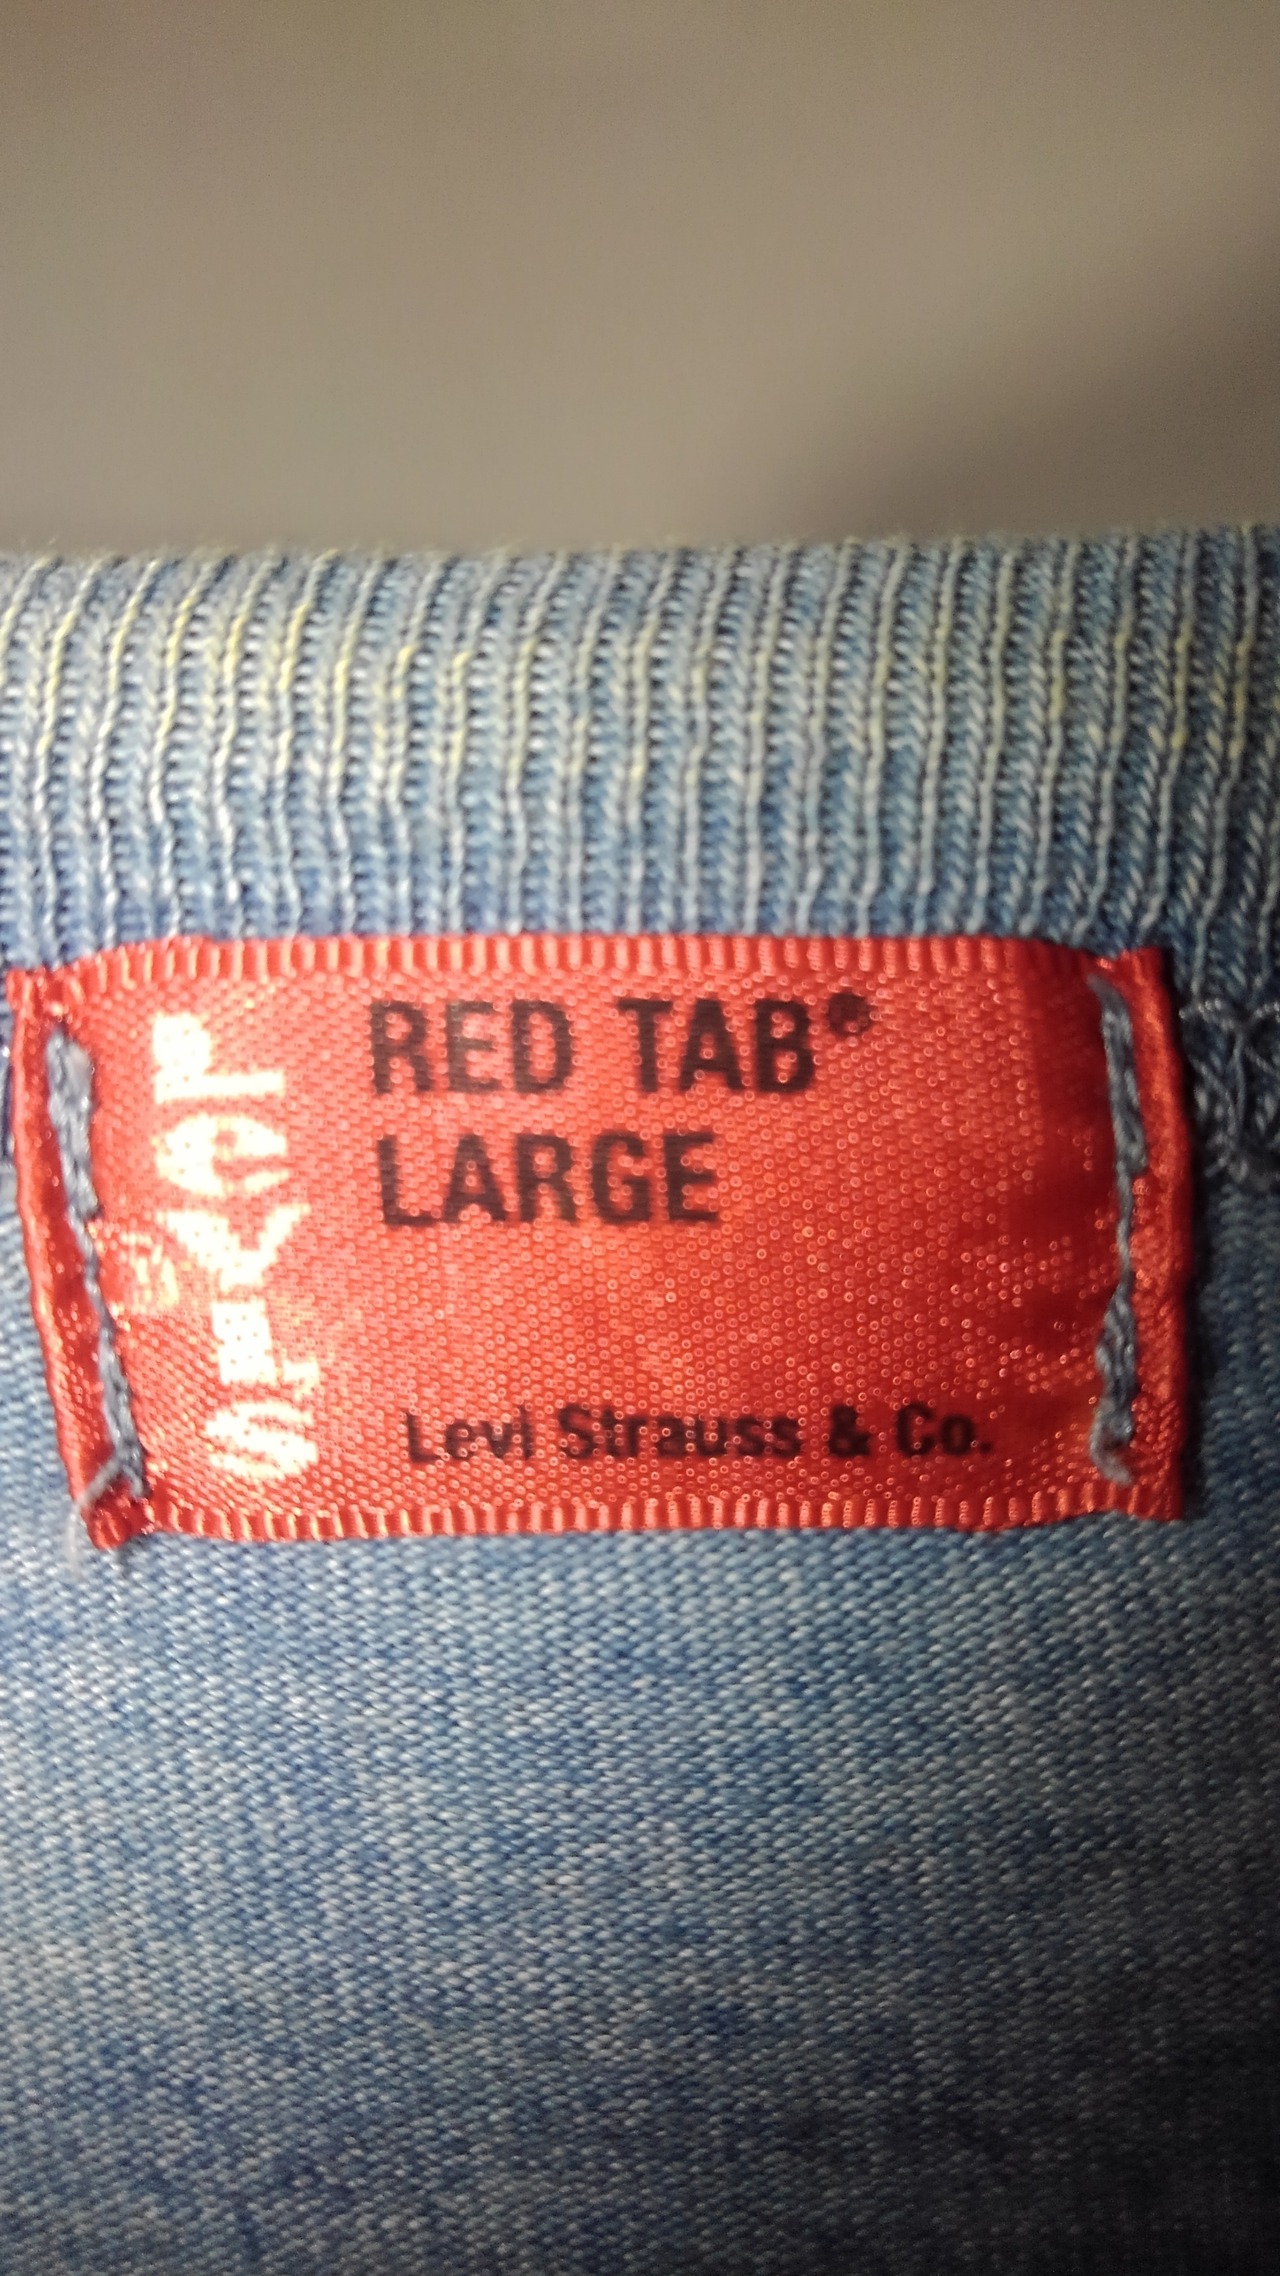 LEVI'S
RED TAB®
LARGE
Levi Strauss & Co.